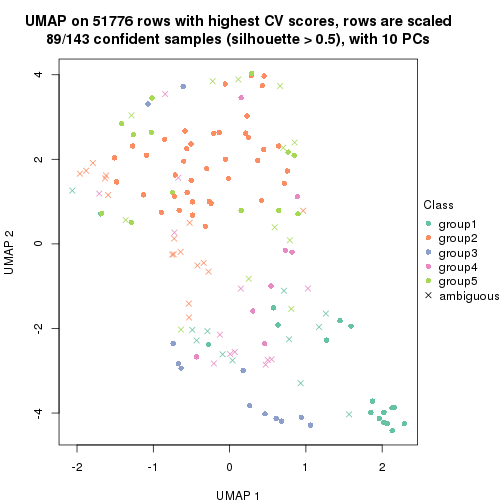 UMAP on 51776 rows with highest CV scores, rows are scaled
89/143 confident samples (silhouette > 0.5), with 10 PCs
4
2
0
-2
-4
UMAP 2
-2
-1
0
1
2
UMAP 1
Class
group1
group2
group3
group4
group5
ambiguous